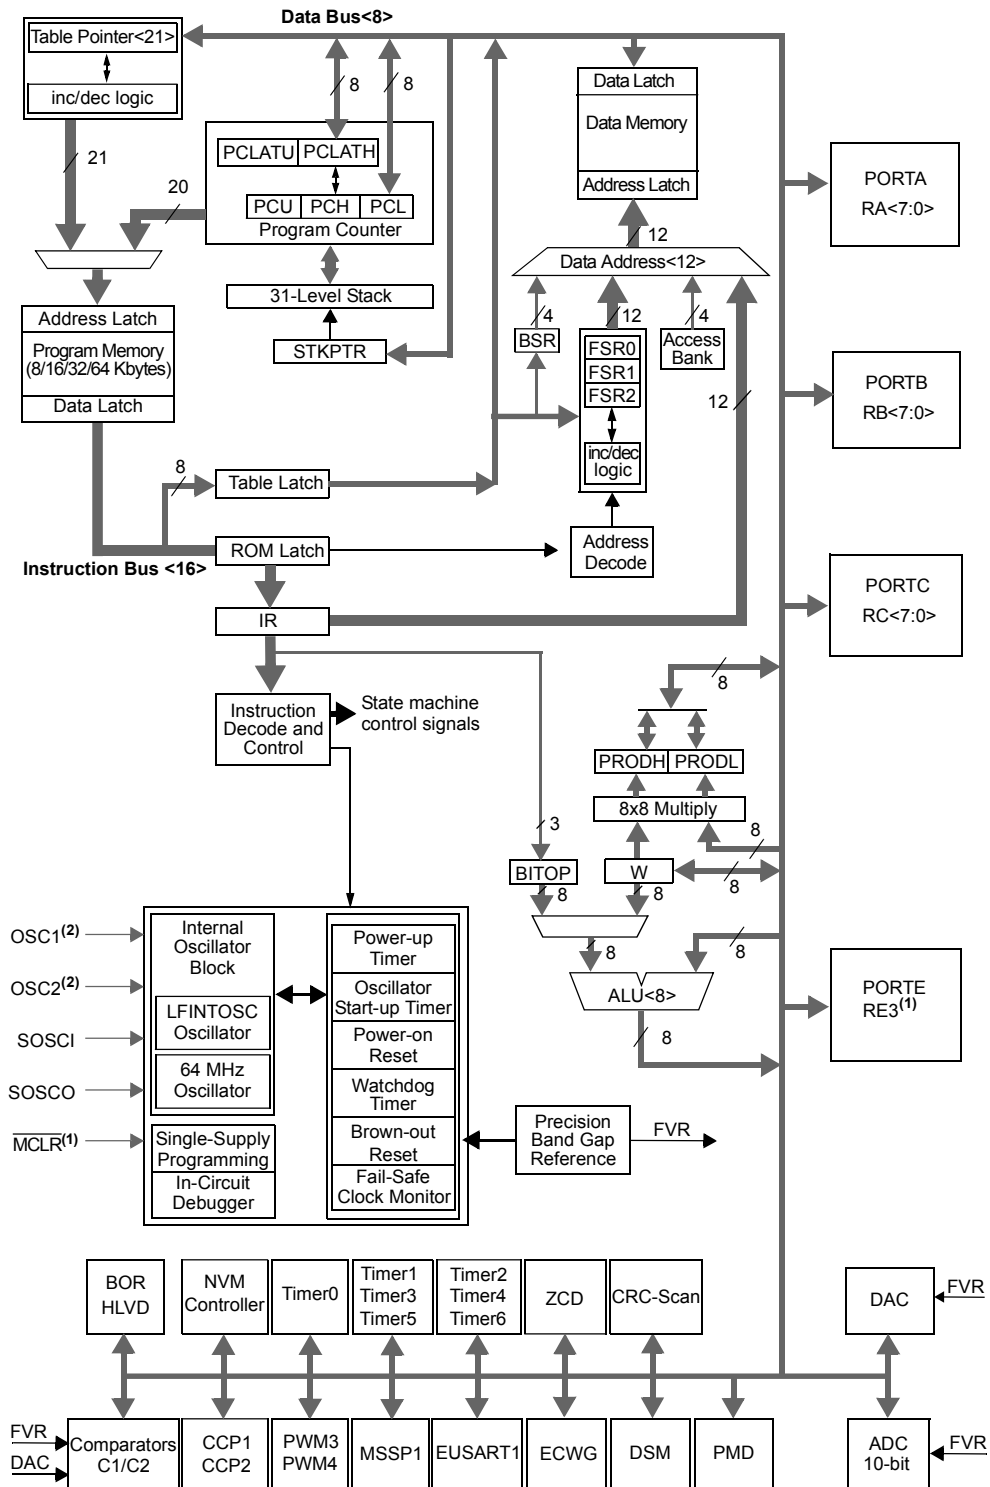 Data Bus<8>
Table Pointer<21>
inc/dec logic
21
20
8
8
PCLATU
PCLATH
PCU
PCH
PCL
Program Counter
31-Level Stack
STKPTR
Data Latch
Data Memory
Address Latch
12
Data Address<12>
4
12
4
BSR
FSR0
FSR1
FSR2
inc/dec
logic
Access
Bank
12
Address Latch
Program Memory
(8/16/32/64 Kbytes)
Data Latch
8
Table Latch
ROM Latch
Instruction Bus <16>
IR
Address
Decode
Instruction
Decode and
Control
State machine
control signals
PORTA
RA<7:0>
PORTB
RB<7:0>
PORTC
RC<7:0>
8
PRODH
PRODL
8x8 Multiply
8
3
BITOP
W
8
8
8
8
8
ALU<8>
8
PORTE
RE3(1)
OSC1(2)
OSC2(2)
SOSCI
SOSCO
MCLR(1)
Internal
Oscillator
Block
LFINTOSC
Oscillator
64 MHz
Oscillator
Single-Supply
Programming
In-Circuit
Debugger
Power-up
Timer
Oscillator
Start-up Timer
Power-on
Reset
Watchdog
Timer
Brown-out
Reset
Fail-Safe
Clock Monitor
Precision
Band Gap
Reference
FVR
BOR
HLVD
NVM
Controller
Timer0
Timer1
Timer3
Timer5
Timer2
Timer4
Timer6
ZCD
CRC-Scan
DAC
FVR
FVR
DAC
Comparators
C1/C2
CCP1
CCP2
PWM3
PWM4
MSSP1
EUSART1
ECWG
DSM
PMD
ADC
10-bit
FVR